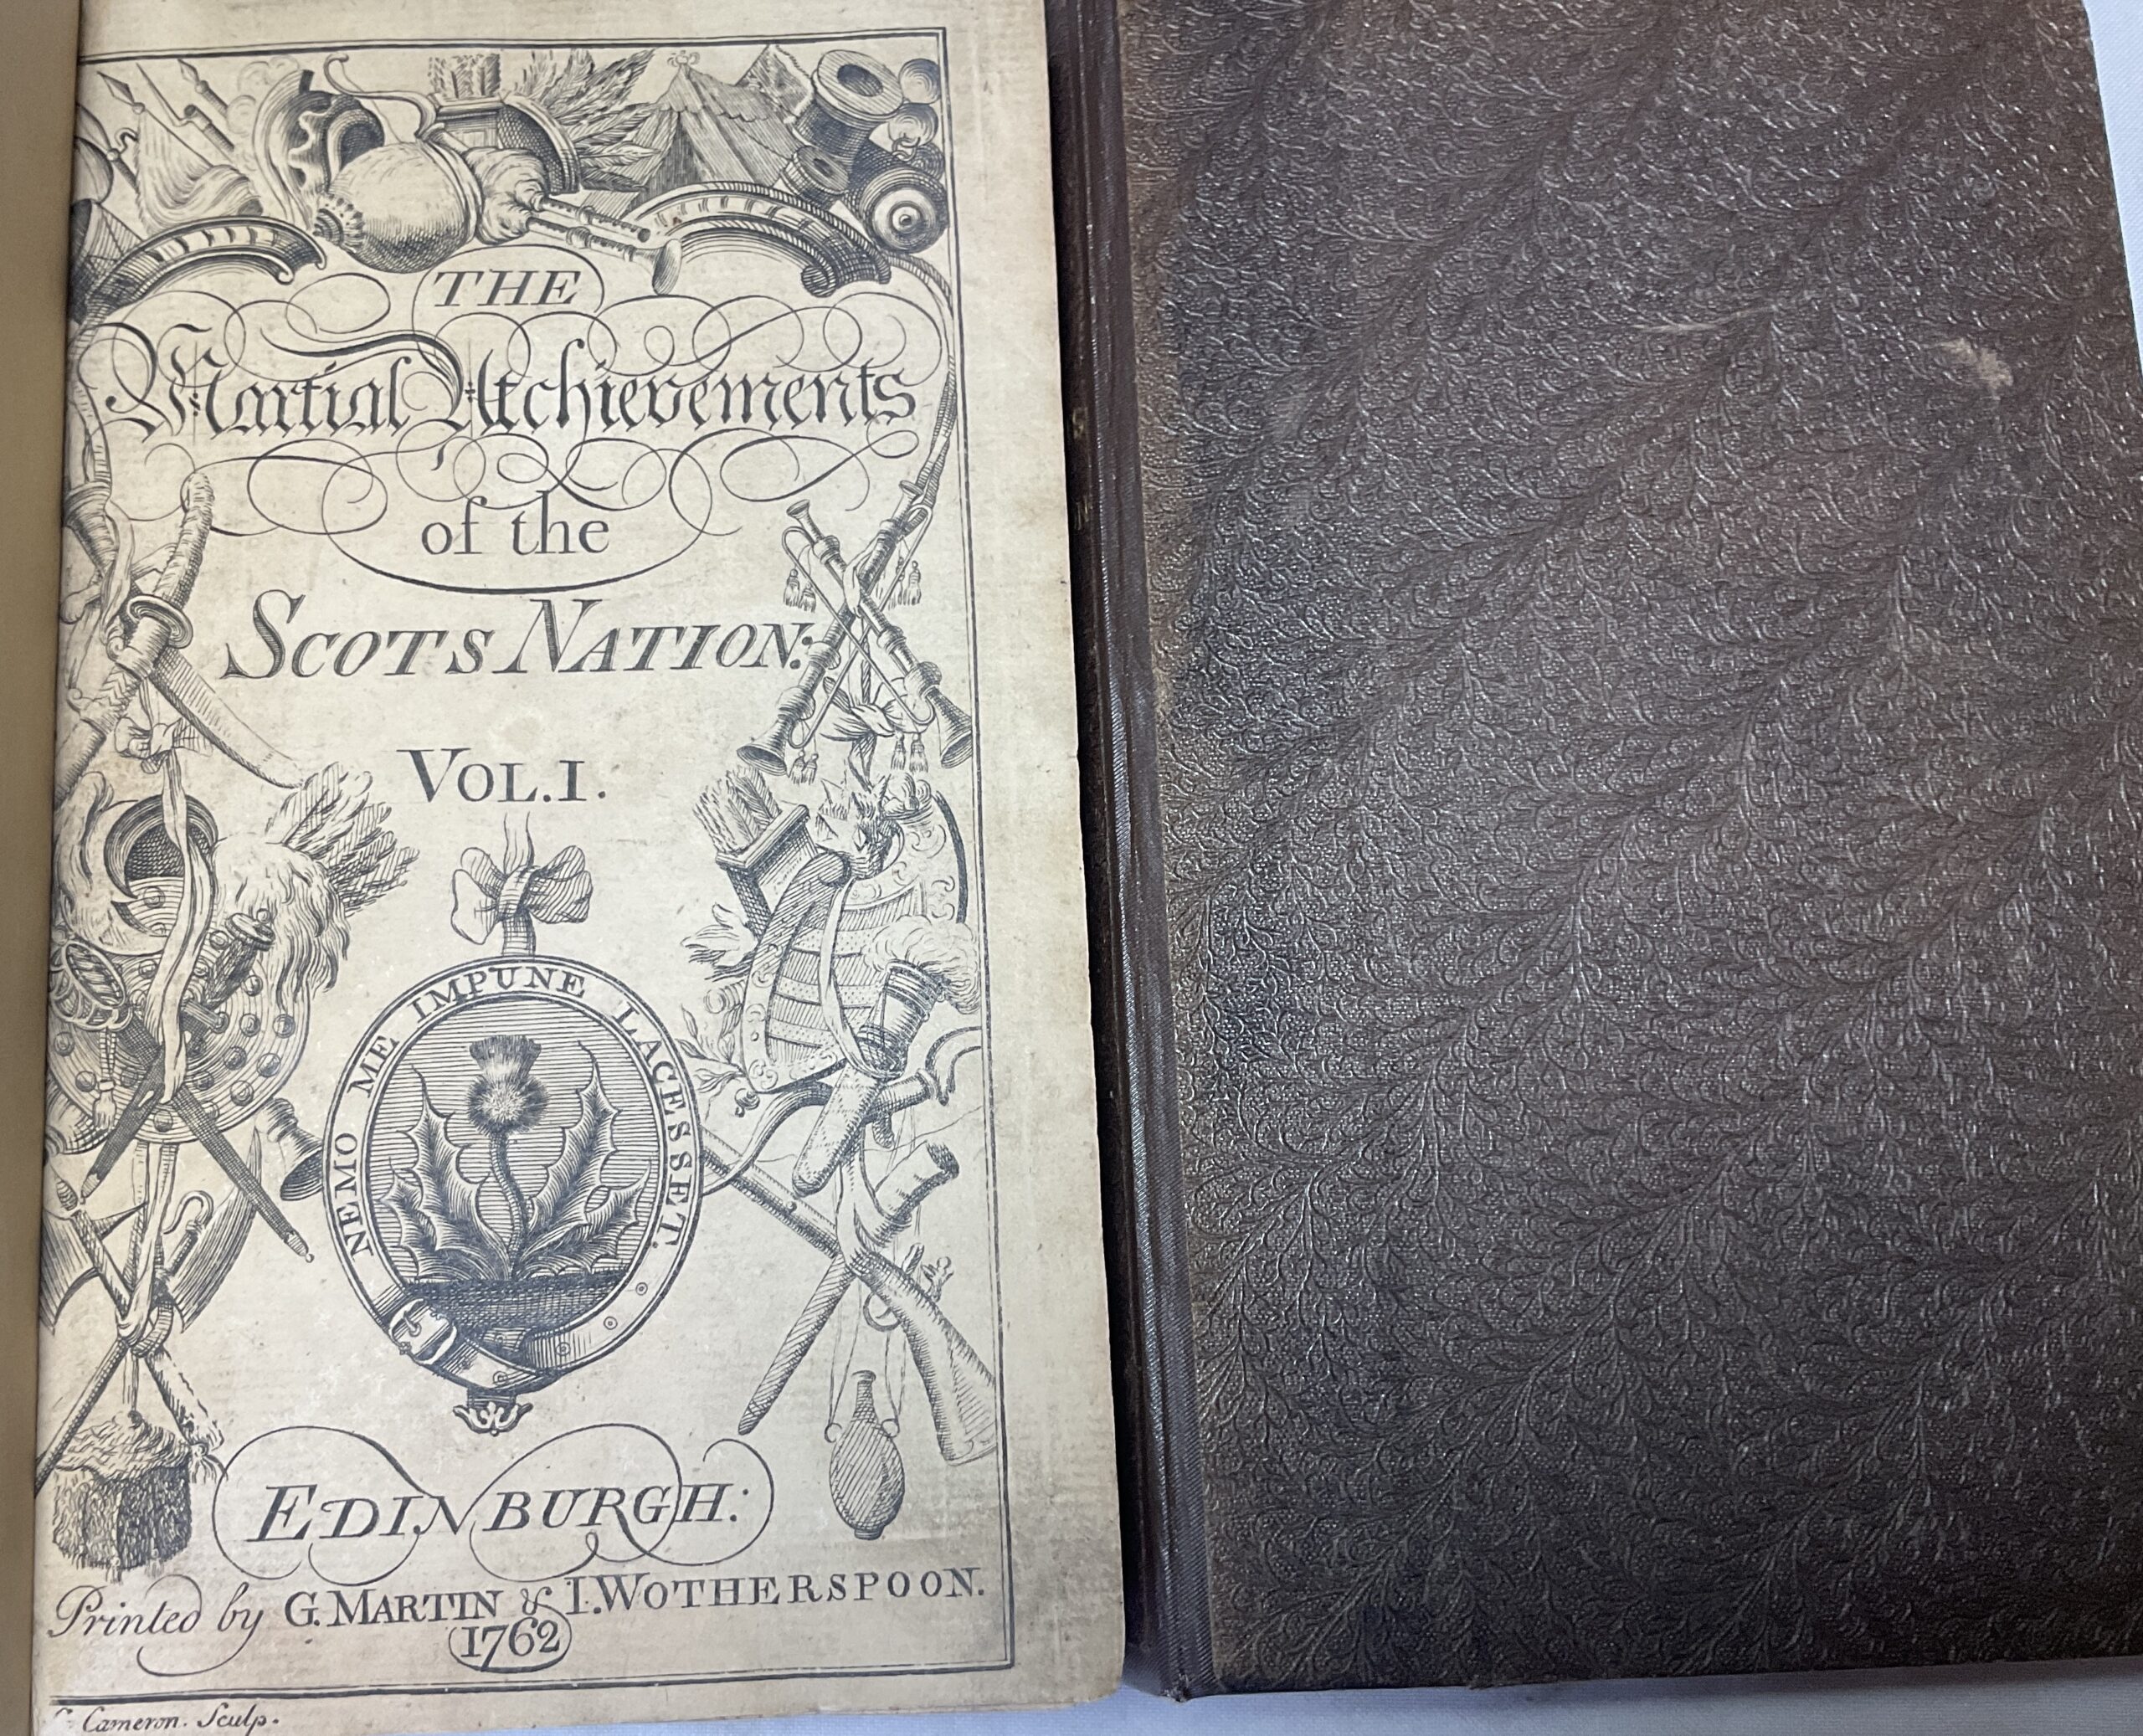 THE
Martial Atchievements
of the
SCOTS NATION:
VOL.I.
NEMO ME IMPUNE LACESSET.
EDINBURGH:
Printed by G. MARTIN & I. WOTHERSPOON.
1762
Cameron. Sculp.